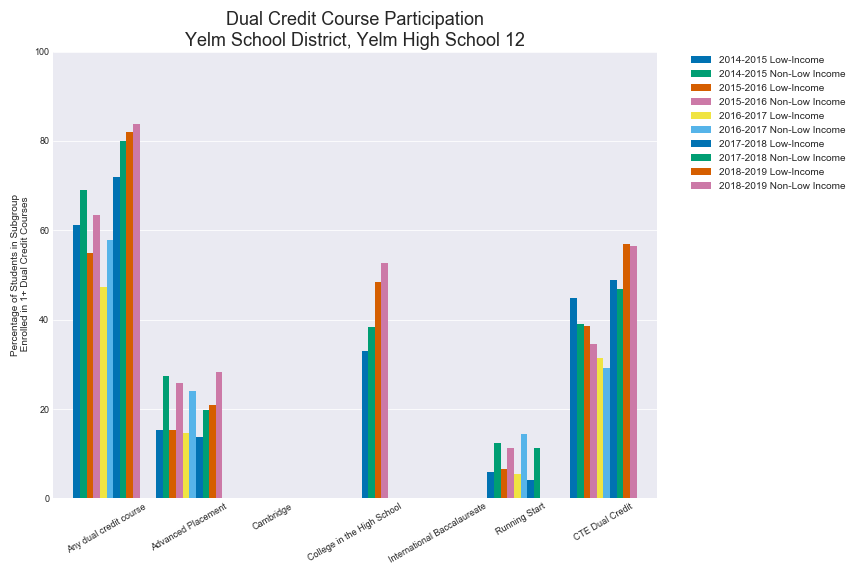 Dual Credit Course Participation
Yelm School District, Yelm High School 12
100
80
60
40
20
0
Percentage of Students in Subgroup
Enrolled in 1+ Dual Credit Courses
Any dual credit course
Advanced Placement
Cambridge
College in the High School
International Baccalaureate
Running Start
CTE Dual Credit
2014-2015 Low-Income
2014-2015 Non-Low Income
2015-2016 Low-Income
2015-2016 Non-Low Income
2016-2017 Low-Income
2016-2017 Non-Low Income
2017-2018 Low-Income
2017-2018 Non-Low Income
2018-2019 Low-Income
2018-2019 Non-Low Income